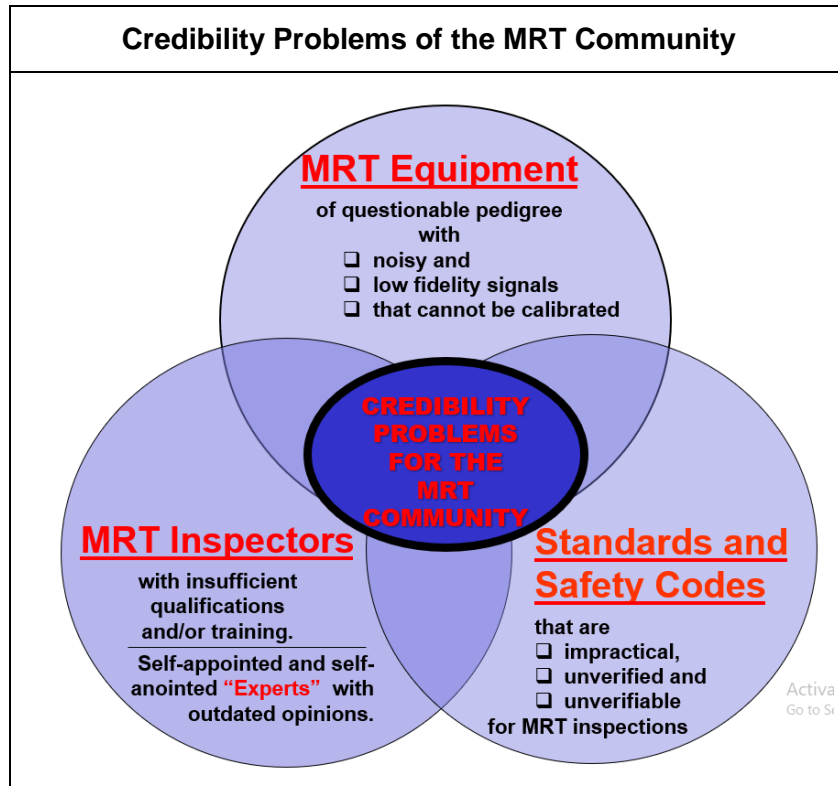 Credibility Problems of the MRT Community
MRT Equipment
of questionable pedigree
with
❑ noisy and
❑ low fidelity signals
❑ that cannot be calibrated
CREDIBILITY
PROBLEMS
FOR THE
MRT
COMMUNITY
MRT Inspectors
with insufficient
qualifications
and/or training.
Self-appointed and self-
anointed “Experts” with
outdated opinions.
Standards and
Safety Codes
that are
❑ impractical,
❑ unverified and
❑ unverifiable
for MRT inspections
Activa
Go to Se